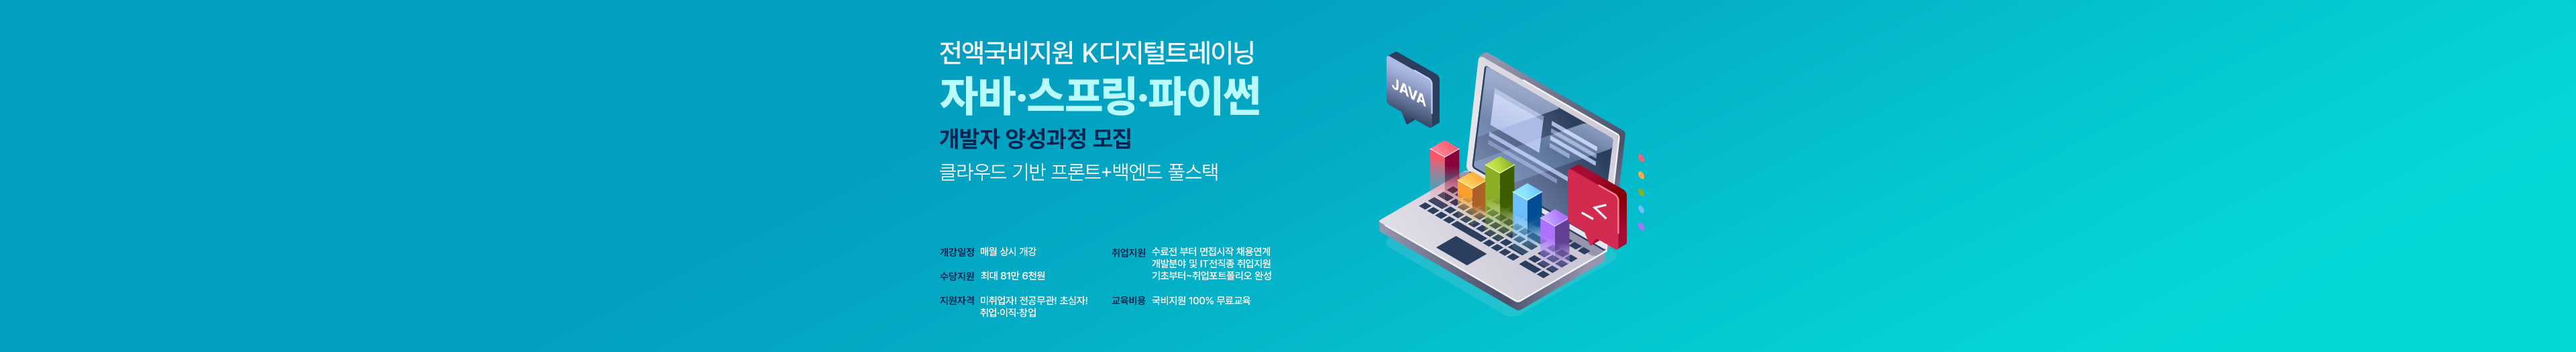 전액국비지원 K디지털트레이닝
자바·스프링·파이썬
개발자 양성과정 모집
클라우드 기반 프론트+백엔드 풀스택
개강일정 매월 상시 개강
수당지원 최대 81만 6천원
지원자격 미취업자! 전공무관! 초심자!
취업·이직·창업
취업지원 수료전 부터 면접시작 채용연계
개발분야 및 IT전직종 취업지원
기초부터~취업포트폴리오 완성
교육비용 국비지원 100% 무료교육
JAVA